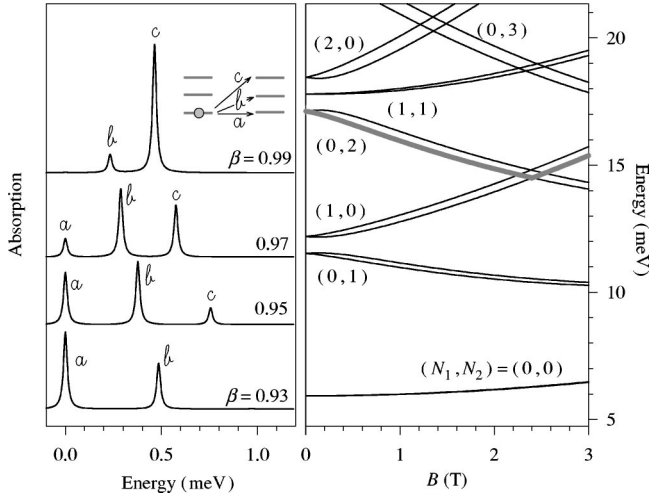 Absorption
c
b
β = 0.99
c
b
a
a
b
c
0.97
a
b
c
0.95
a
b
β = 0.93
0.0
0.5
1.0
Energy (meV)
(2,0)
(0,3)
(1,1)
(0,2)
(1,0)
(0,1)
(N₁,N₂)=(0,0)
20
15
10
5
Energy (meV)
0
1
2
3
B (T)